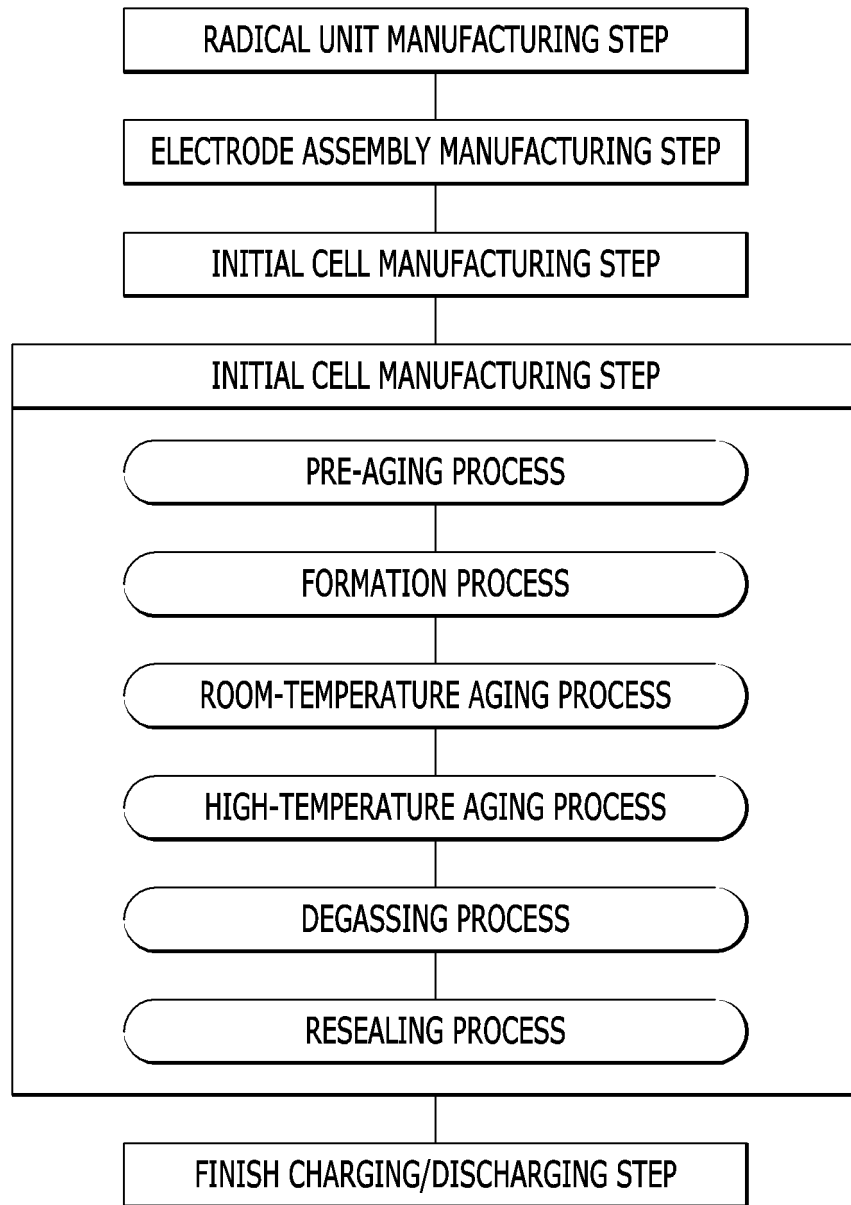 RADICAL UNIT MANUFACTURING STEP
ELECTRODE ASSEMBLY MANUFACTURING STEP
INITIAL CELL MANUFACTURING STEP
INITIAL CELL MANUFACTURING STEP
PRE-AGING PROCESS
FORMATION PROCESS
ROOM-TEMPERATURE AGING PROCESS
HIGH-TEMPERATURE AGING PROCESS
DEGASSING PROCESS
RESEALING PROCESS
FINISH CHARGING/DISCHARGING STEP